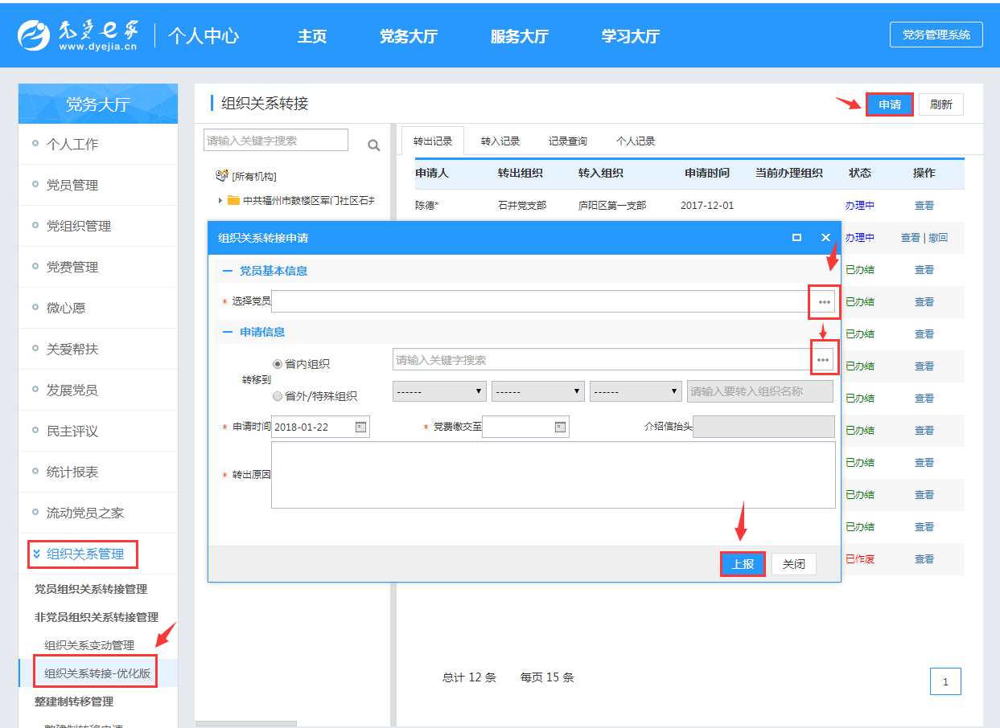 党员e家
www.dyejia.cn
个人中心
主页
党务大厅
服务大厅
学习大厅
党务管理系统
党务大厅
个人工作
党员管理
党组织管理
党费管理
微心愿
关爱帮扶
发展党员
民主评议
统计报表
流动党员之家
组织关系管理
党员组织关系转接管理
非党员组织关系转接管理
组织关系变动管理
组织关系转接-优化版
整建制转移管理
整建制转移申请
组织关系转接
申请
刷新
请输入关键字搜索
[所有机构]
中共福州市鼓楼区军门社区石井
转出记录 转入记录 记录查询 个人记录
申请人 转出组织 转入组织 申请时间 当前办理组织 状态 操作
陈德* 石井党支部 庐阳区第一支部 2017-12-01 办理中 查看
办理中 查看 | 撤回
已办结 查看
已办结 查看
已办结 查看
已办结 查看
已办结 查看
已办结 查看
已办结 查看
已办结 查看
已办结 查看
已作废 查看
组织关系转接申请
党员基本信息
* 选择党员
申请信息
转移到
省内组织
请输入关键字搜索
省外/特殊组织
------ ------ ------ 请输入要转入组织名称
* 申请时间 2018-01-22 * 党费缴交至 介绍信抬头
* 转出原因
上报 关闭
总计 12 条 每页 15 条
1